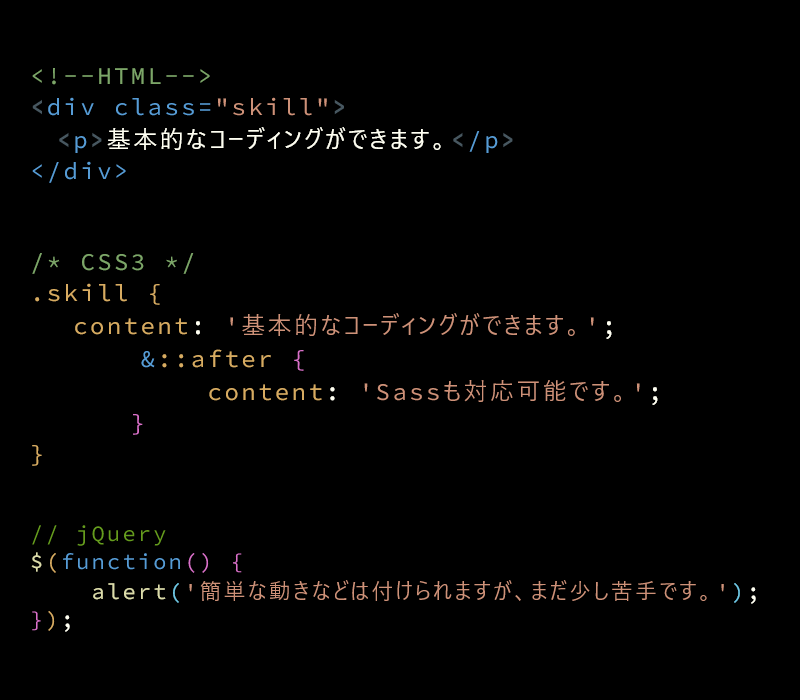 <!--HTML-->
<div class="skill">
<p>基本的なコーディングができます。</p>
</div>
/* CSS3 */
.skill {
content: '基本的なコーディングができます。';
&::after {
content: 'Sassも対応可能です。';
}
}
// jQuery
$(function() {
alert('簡単な動きなどは付けられますが、まだ少し苦手です。');
});